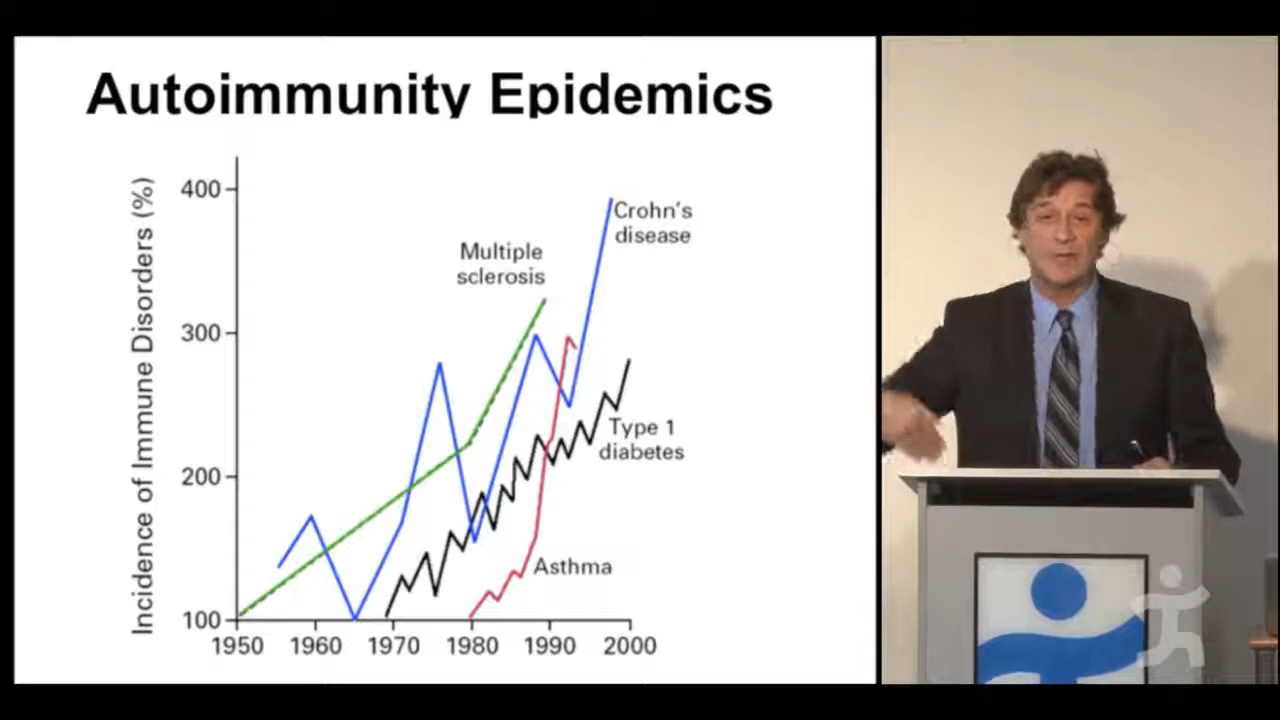 Autoimmunity Epidemics
Incidence of Immune Disorders (%)
400
300
200
100
1950 1960 1970 1980 1990 2000
Multiple
sclerosis
Crohn's
disease
Type 1
diabetes
Asthma